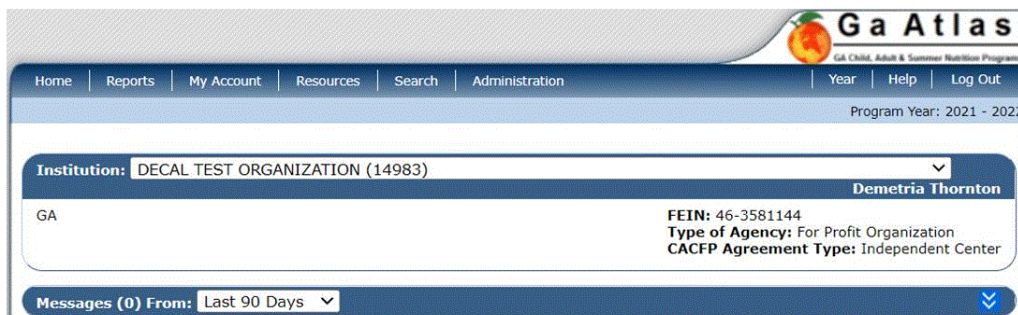 Ga Atlas
GA Child, Adult & Summer Nutrition Program
Home Reports My Account Resources Search Administration Year Help Log Out
Program Year: 2021 - 2022
Institution: DECAL TEST ORGANIZATION (14983)
Demetria Thornton
GA FEIN: 46-3581144
Type of Agency: For Profit Organization
CACFP Agreement Type: Independent Center
Messages (0) From: Last 90 Days